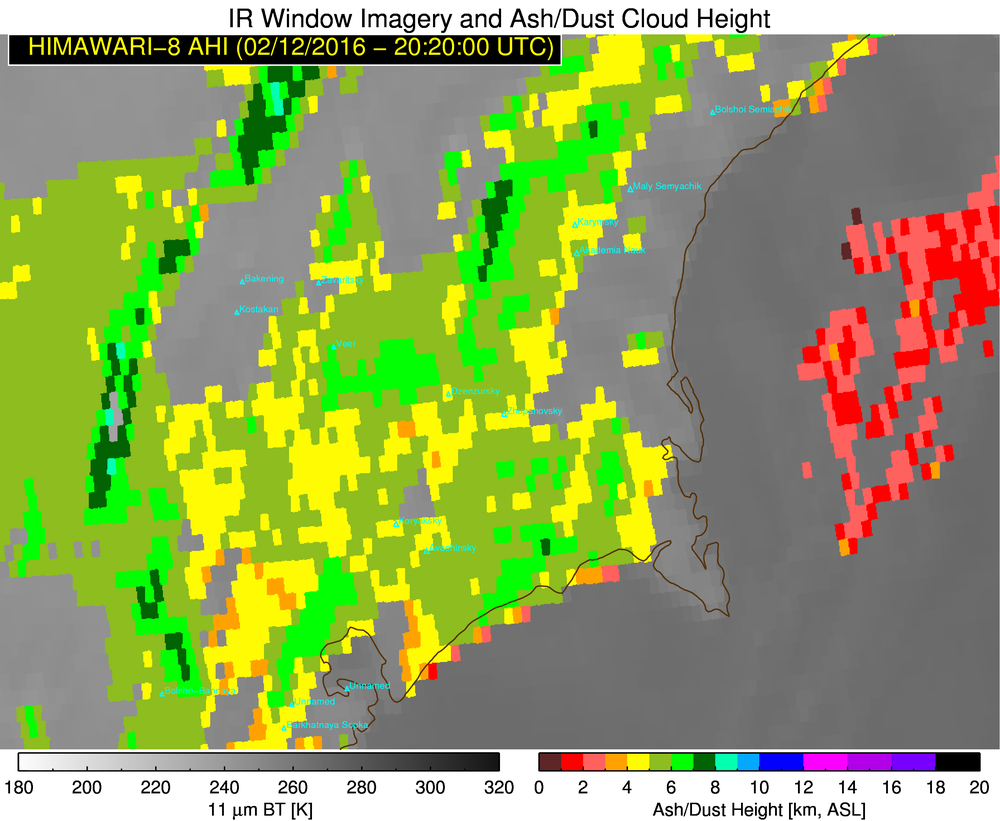 IR Window Imagery and Ash/Dust Cloud Height
HIMAWARI-8 AHI (02/12/2016 - 20:20:00 UTC)
Bolshoi Semiachik
Maly Semyachik
Karymsky
Akademia Nauk
Bakening
Zavaritsky
Kostakan
Veer
Dzenzursky
Zhupanovsky
Koryaksky
Avachinsky
Unnamed
Unnamed
Barkhatnaya Sopka
180 200 220 240 260 280 300 320
11 µm BT [K]
0 2 4 6 8 10 12 14 16 18 20
Ash/Dust Height [km, ASL]